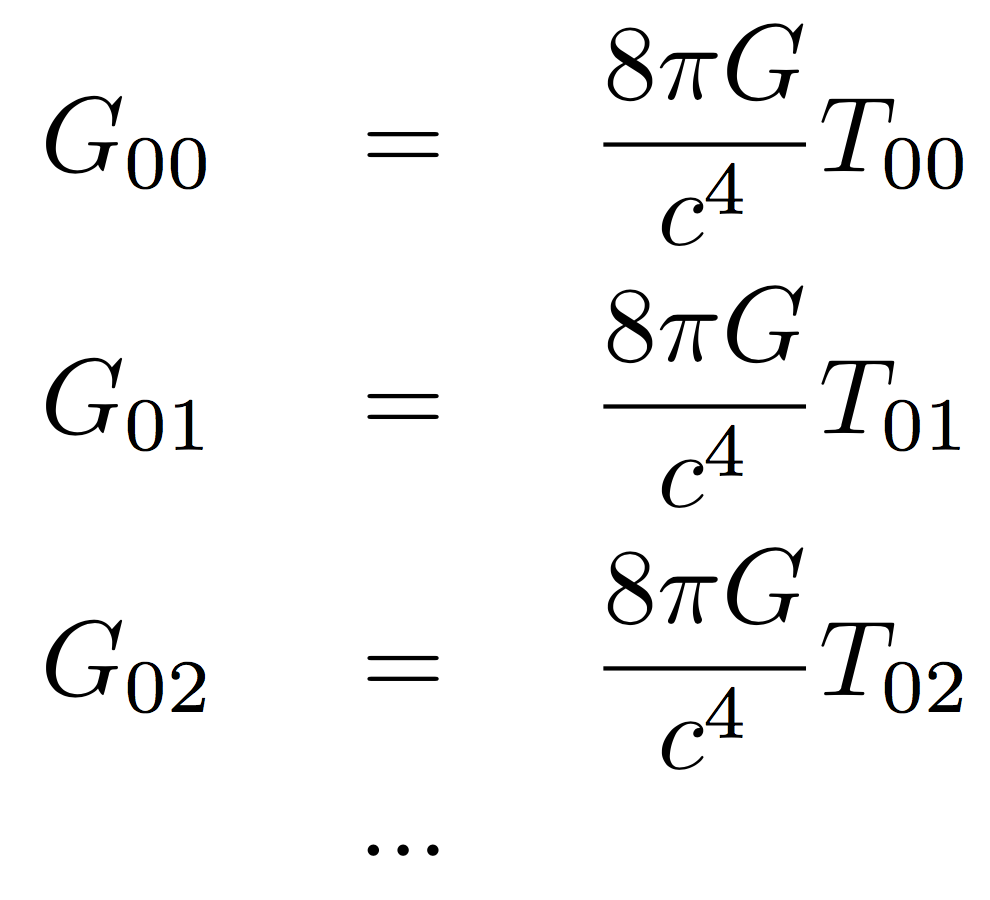 G_{00} = \frac{8\pi G}{c^4} T_{00}
G_{01} = \frac{8\pi G}{c^4} T_{01}
G_{02} = \frac{8\pi G}{c^4} T_{02}
...